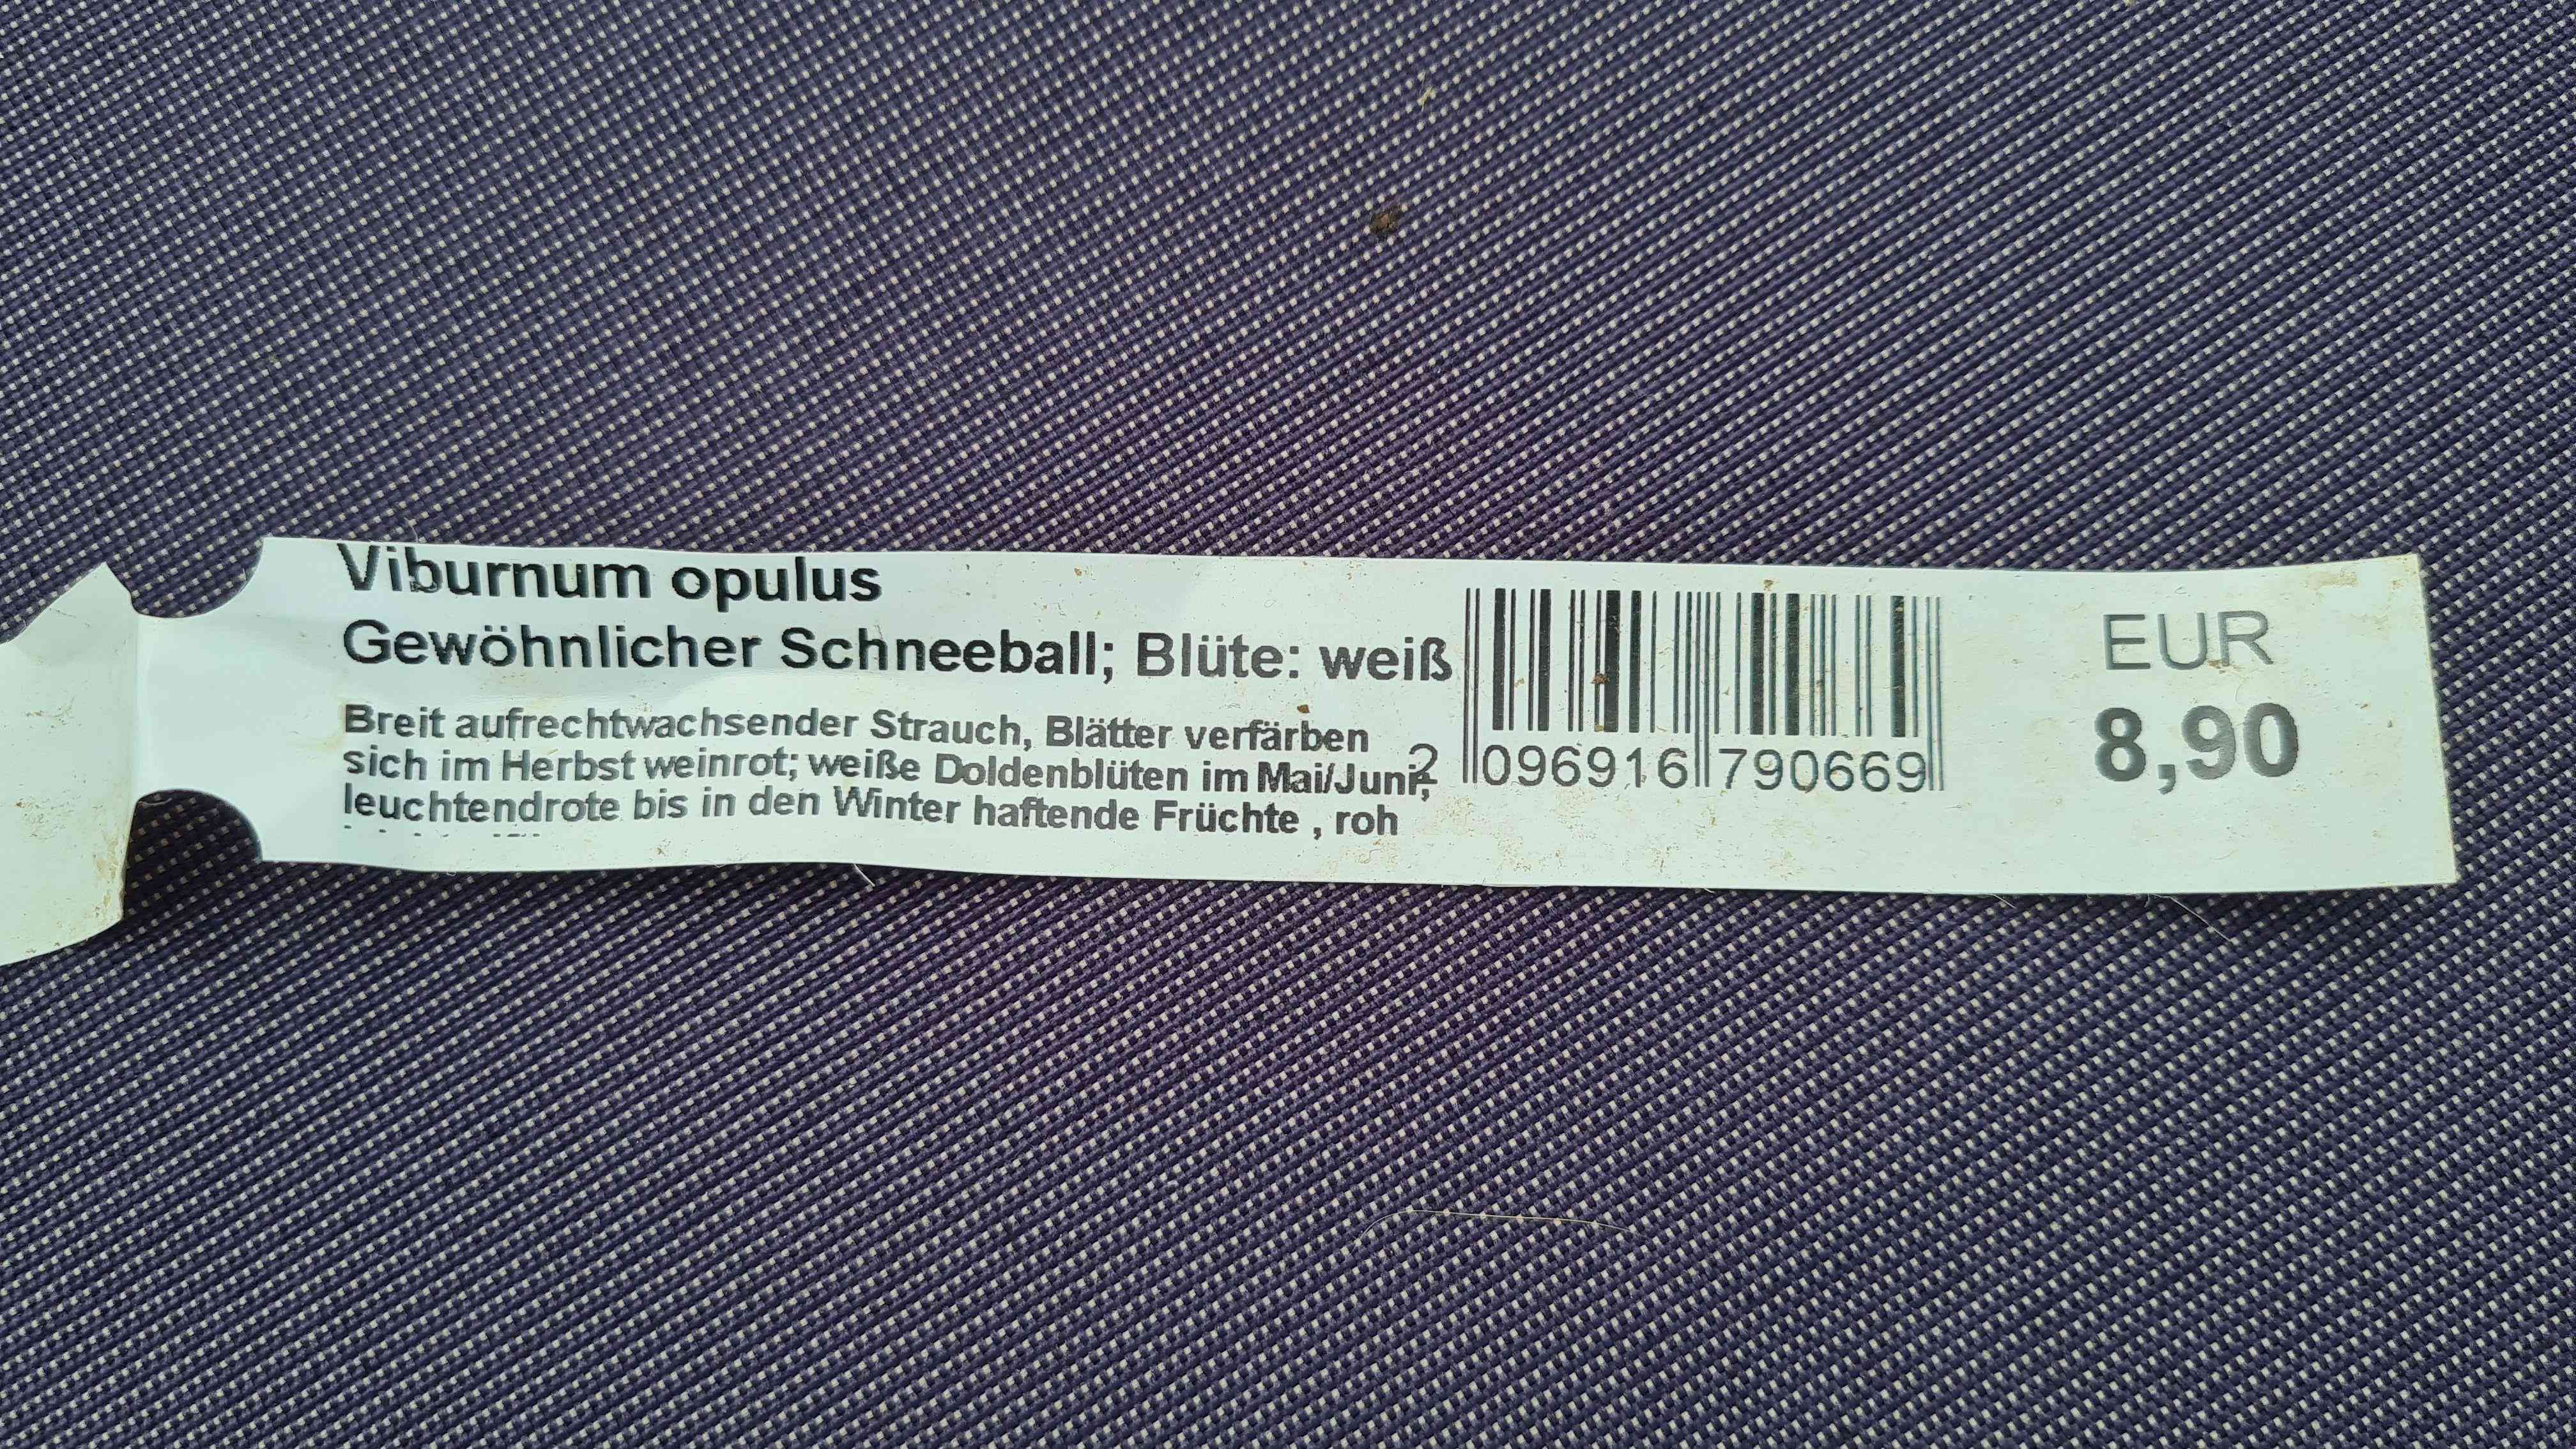 Viburnum opulus
Gewöhnlicher Schneeball; Blüte: weiß
Breit aufrechtwachsender Strauch, Blätter verfärben
sich im Herbst weinrot; weiße Doldenblüten im Mai/Juni;
leuchtendrote bis in den Winter haftende Früchte , roh
2 096916 790669
EUR
8,90